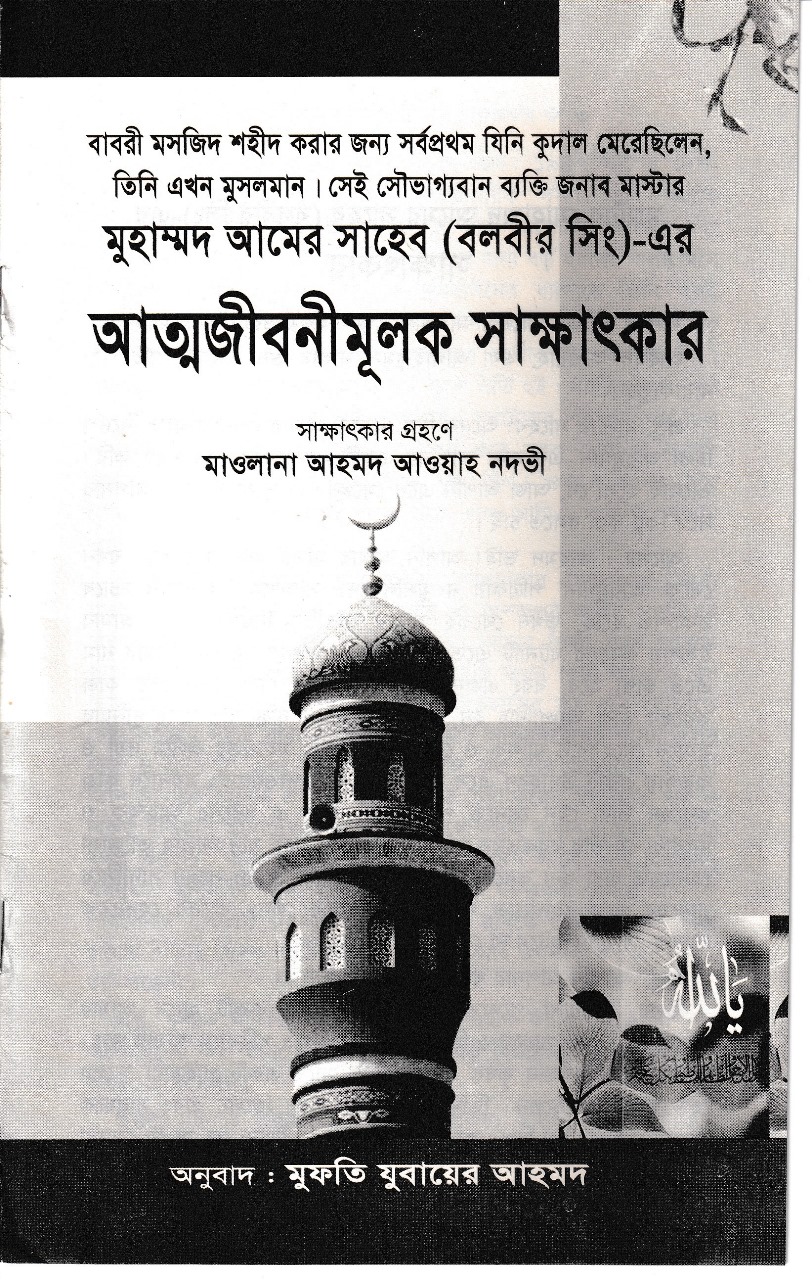 বাবরী মসজিদ শহীদ করার জন্য সর্বপ্রথম যিনি কুদাল মেরেছিলেন,
তিনি এখন মুসলমান। সেই সৌভাগ্যবান ব্যক্তি জনাব মাস্টার
মুহাম্মদ আমের সাহেব (বলবীর সিং)-এর
আত্মজীবনীমূলক সাক্ষাৎকার
সাক্ষাৎকার গ্রহণে
মাওলানা আহমদ আওয়াহ নদভী
يا الله
অনুবাদ : মুফতি যুবায়ের আহমদ